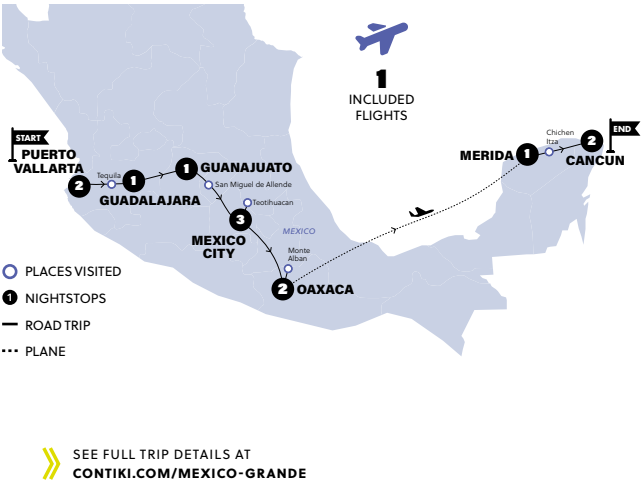 1
INCLUDED
FLIGHTS
START
PUERTO
VALLARTA
2
Tequila
1
GUADALAJARA
1
GUANAJUATO
San Miguel de Allende
Teotihuacan
3
MEXICO
CITY
MEXICO
Monte
Alban
2
OAXACA
MERIDA
1
Chichen
Itza
2
END
CANCUN
PLACES VISITED
1
NIGHTSTOPS
ROAD TRIP
PLANE
SEE FULL TRIP DETAILS AT
CONTIKI.COM/MEXICO-GRANDE